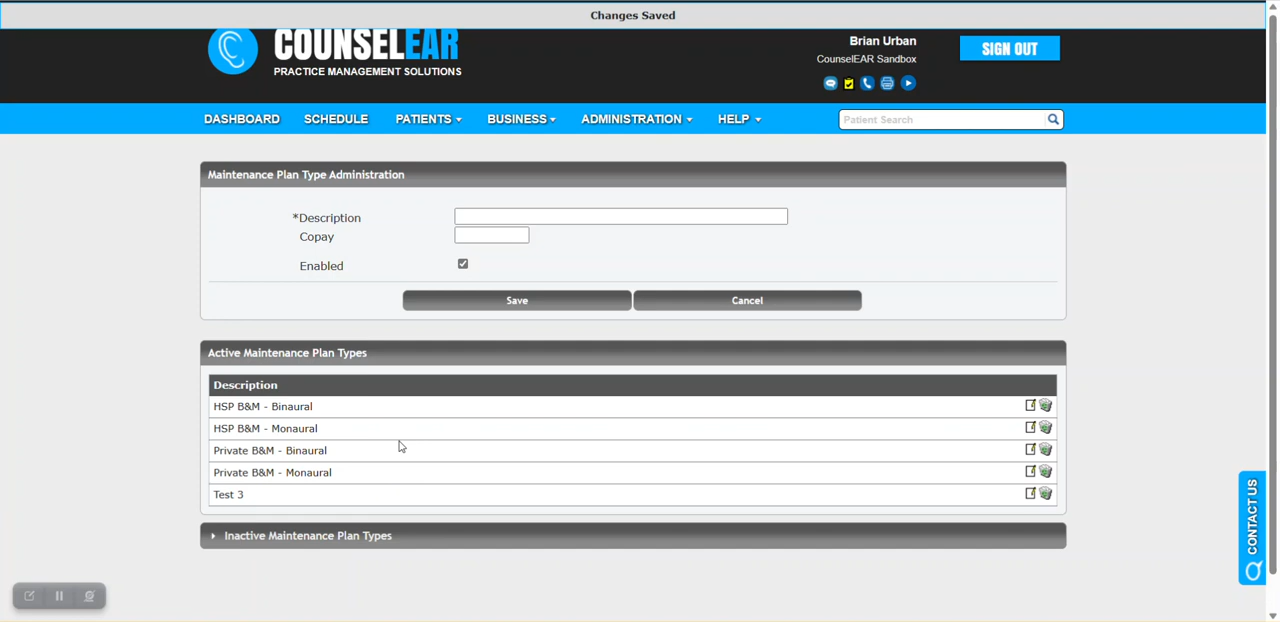 Changes Saved
COUNSELEAR
PRACTICE MANAGEMENT SOLUTIONS
Brian Urban
CounselEAR Sandbox
SIGN OUT
DASHBOARD SCHEDULE PATIENTS BUSINESS ADMINISTRATION HELP Patient Search
Maintenance Plan Type Administration
*Description
Copay
Enabled
Save Cancel
Active Maintenance Plan Types
Description
HSP B&M - Binaural
HSP B&M - Monaural
Private B&M - Binaural
Private B&M - Monaural
Test 3
Inactive Maintenance Plan Types
CONTACT US